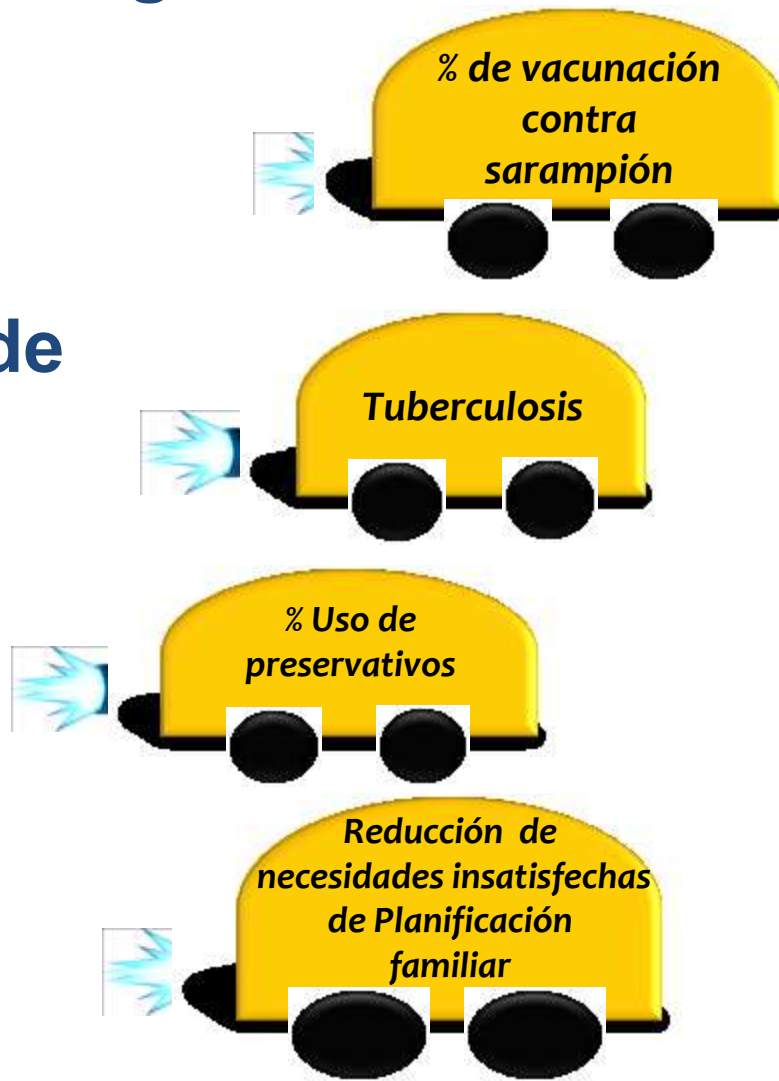 % de vacunación
contra
sarampión
de
Tuberculosis
% Uso de
preservativos
Reducción de
necesidades insatisfechas
de Planificación
familiar